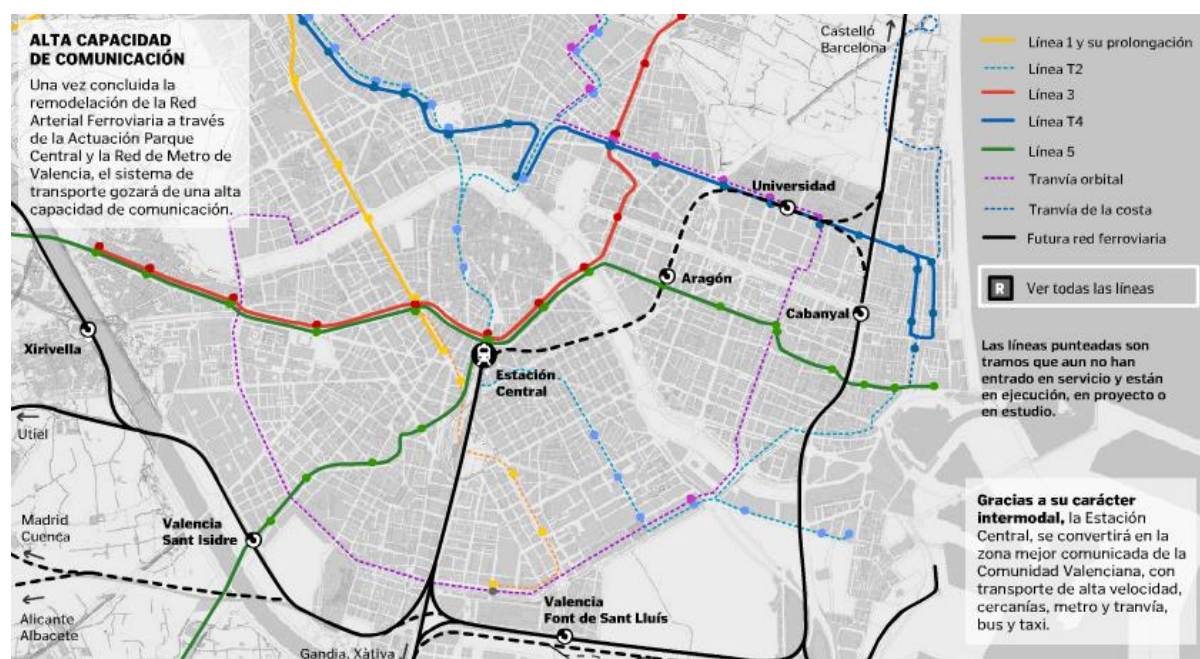 ALTA CAPACIDAD
DE COMUNICACIÓN
Una vez concluida la
remodelación de la Red
Arterial Ferroviaria a través
de la Actuación Parque
Central y la Red de Metro de
Valencia, el sistema de
transporte gozará de una alta
capacidad de comunicación.
Castelló
Barcelona
Universidad
Aragón
Cabanyal
Xirivella
Estación
Central
Utiel
Madrid
Cuenca
Valencia
Sant Isidre
Alicante
Albacete
Valencia
Font de Sant Lluís
Gandia, Xàtiva
Línea 1 y su prolongación
Línea T2
Línea 3
Línea T4
Línea 5
Tranvía orbital
Tranvía de la costa
Futura red ferroviaria
R Ver todas las líneas
Las líneas punteadas son
tramos que aun no han
entrado en servicio y están
en ejecución, en proyecto o
en estudio.
Gracias a su carácter
intermodal, la Estación
Central, se convertirá en la
zona mejor comunicada de la
Comunidad Valenciana, con
transporte de alta velocidad,
cercanías, metro y tranvía,
bus y taxi.